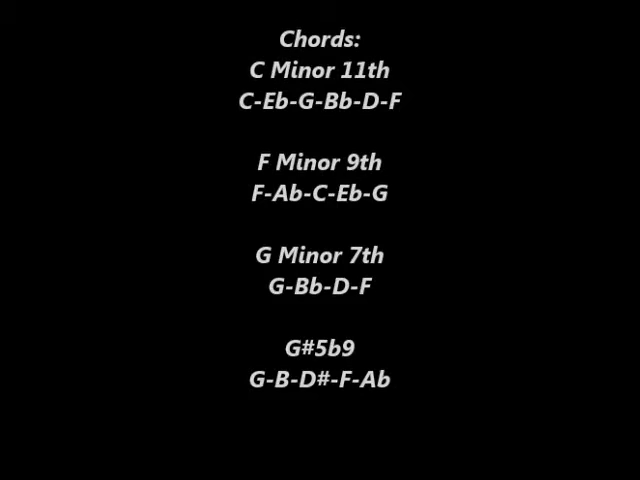 Chords:
C Minor 11th
C-Eb-G-Bb-D-F
F Minor 9th
F-Ab-C-Eb-G
G Minor 7th
G-Bb-D-F
G#5b9
G-B-D#-F-Ab